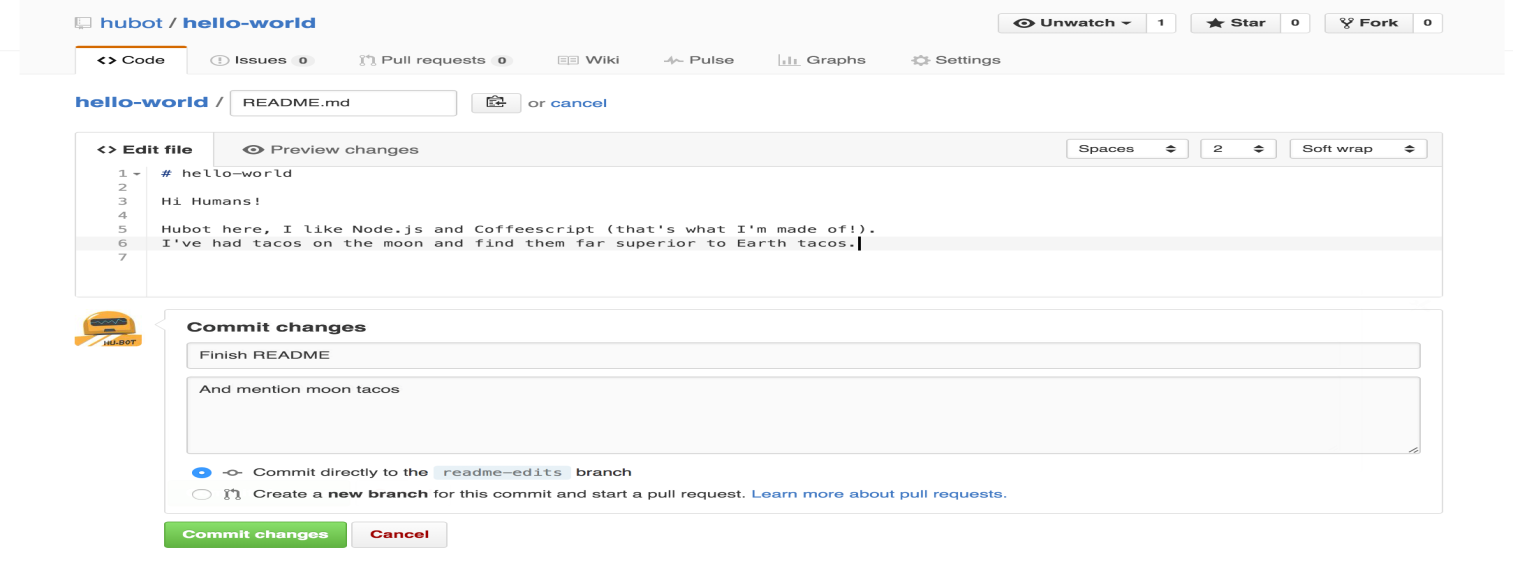 hubot / hello-world
Unwatch 1 Star 0 Fork 0
<> Code Issues 0 Pull requests 0 Wiki Pulse Graphs Settings
hello-world / README.md or cancel
<> Edit file Preview changes Spaces 2 Soft wrap
1 # hello-world
2
3 Hi Humans!
4
5 Hubot here, I like Node.js and Coffeescript (that's what I'm made of!).
6 I've had tacos on the moon and find them far superior to Earth tacos.
7
HU-BOT
Commit changes
Finish README
And mention moon tacos
Commit directly to the readme-edits branch
Create a new branch for this commit and start a pull request. Learn more about pull requests.
Commit changes Cancel